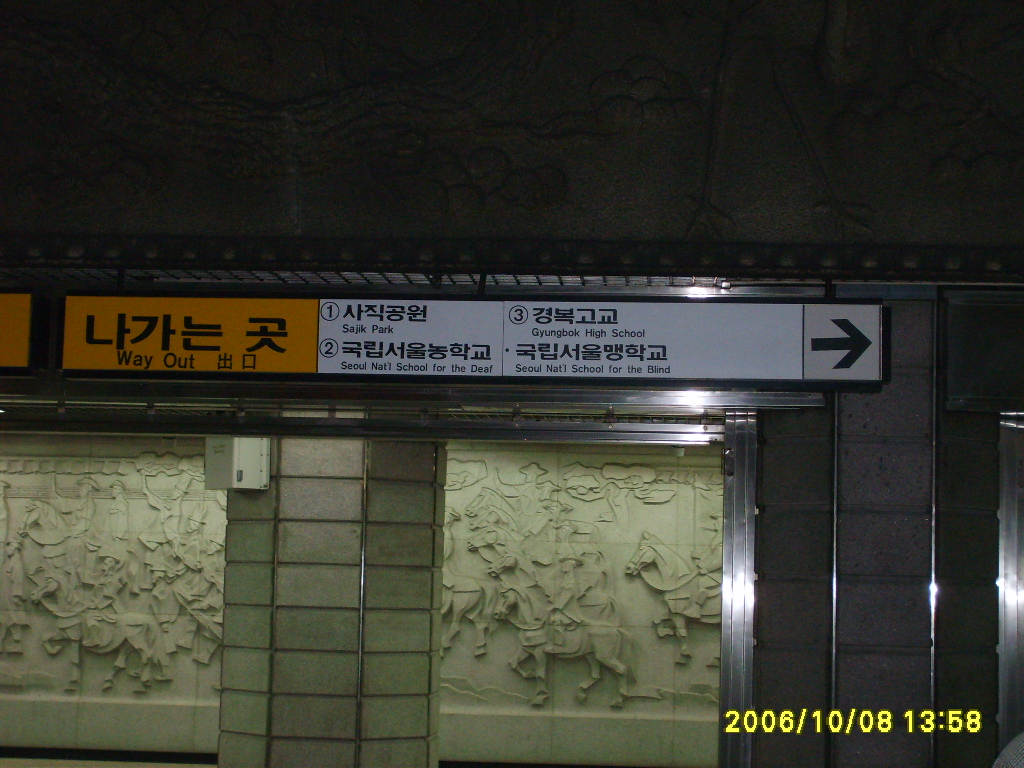 나가는 곳
Way Out 出口
① 사직공원
Sajik Park
② 국립서울농학교
Seoul Nat'l School for the Deaf
③ 경복고교
Gyungbok High School
· 국립서울맹학교
Seoul Nat'l School for the Blind
2006/10/08 13:58